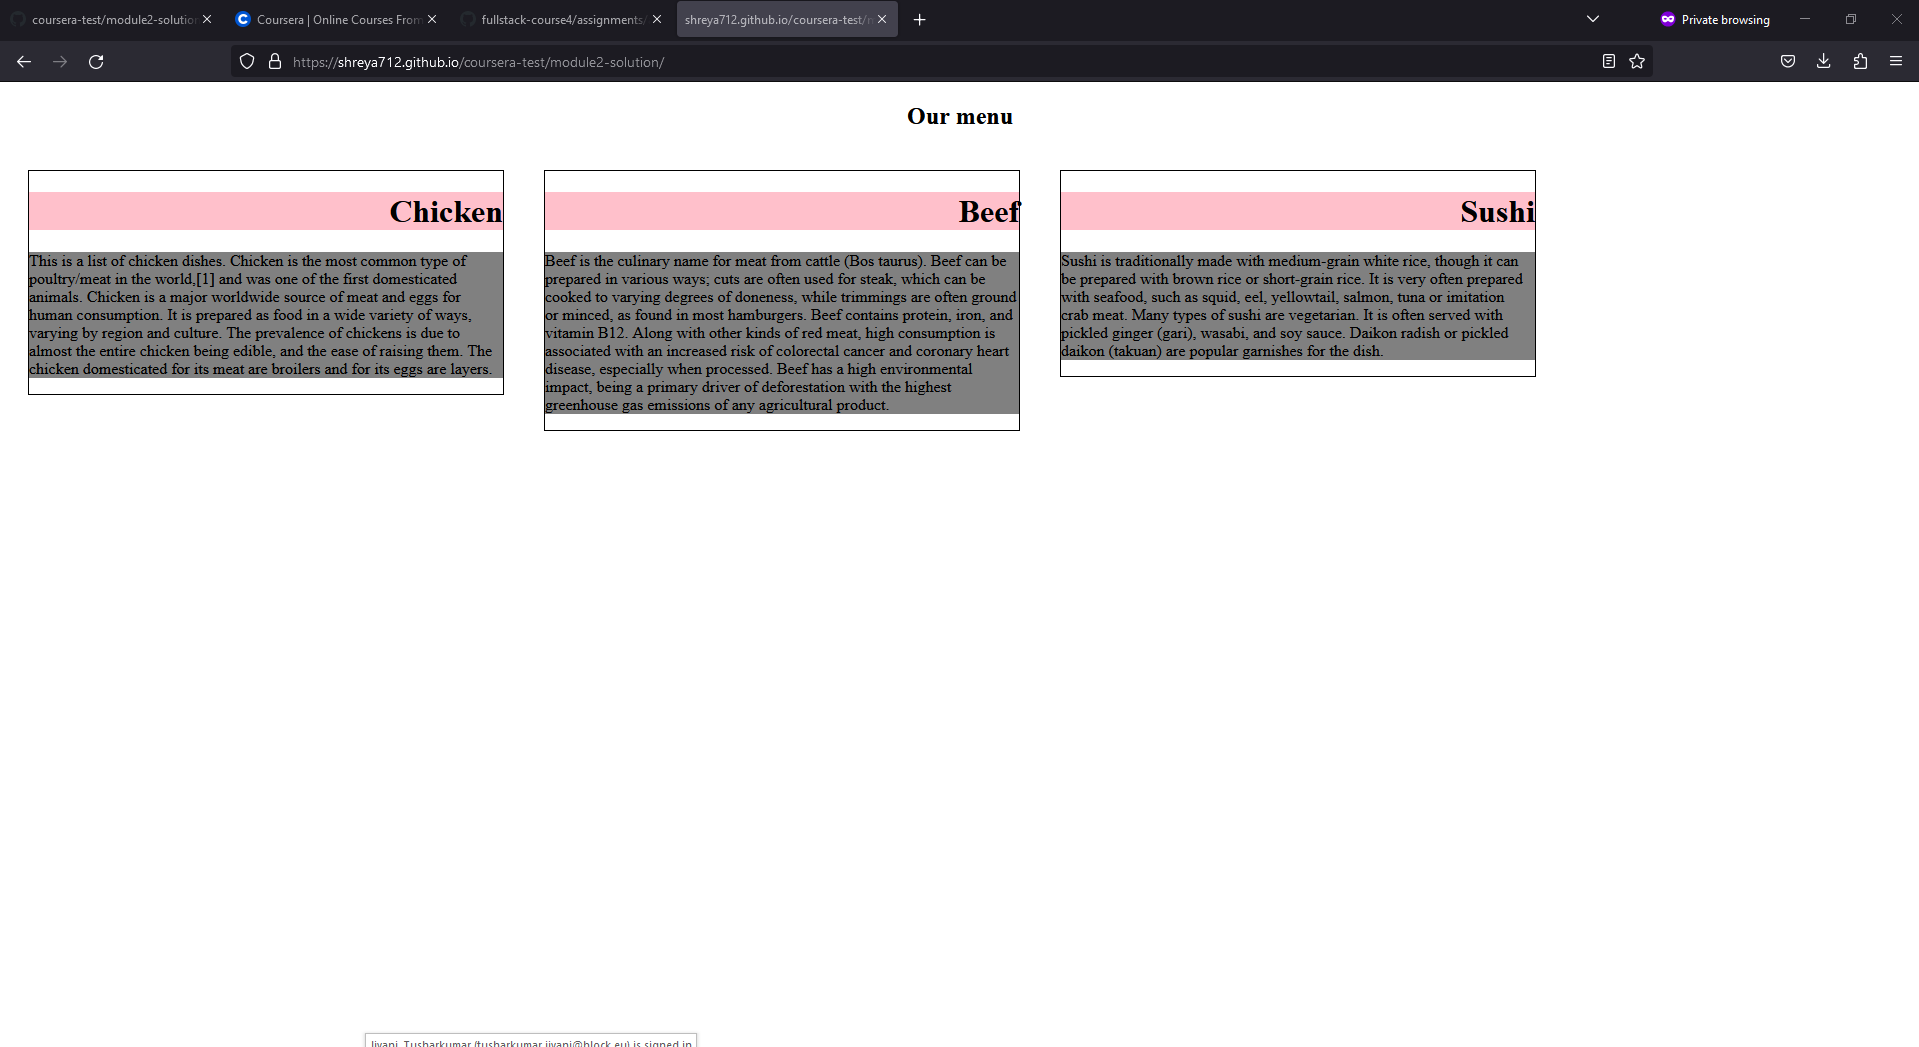 coursera-test/module2-solution
Coursera | Online Courses From
fullstack-course4/assignments/
shreya712.github.io/coursera-test/m
Private browsing
https://shreya712.github.io/coursera-test/module2-solution/
Our menu
Chicken
This is a list of chicken dishes. Chicken is the most common type of
poultry/meat in the world,[1] and was one of the first domesticated
animals. Chicken is a major worldwide source of meat and eggs for
human consumption. It is prepared as food in a wide variety of ways,
varying by region and culture. The prevalence of chickens is due to
almost the entire chicken being edible, and the ease of raising them. The
chicken domesticated for its meat are broilers and for its eggs are layers.
Beef
Beef is the culinary name for meat from cattle (Bos taurus). Beef can be
prepared in various ways; cuts are often used for steak, which can be
cooked to varying degrees of doneness, while trimmings are often ground
or minced, as found in most hamburgers. Beef contains protein, iron, and
vitamin B12. Along with other kinds of red meat, high consumption is
associated with an increased risk of colorectal cancer and coronary heart
disease, especially when processed. Beef has a high environmental
impact, being a primary driver of deforestation with the highest
greenhouse gas emissions of any agricultural product.
Sushi
Sushi is traditionally made with medium-grain white rice, though it can
be prepared with brown rice or short-grain rice. It is very often prepared
with seafood, such as squid, eel, yellowtail, salmon, tuna or imitation
crab meat. Many types of sushi are vegetarian. It is often served with
pickled ginger (gari), wasabi, and soy sauce. Daikon radish or pickled
daikon (takuan) are popular garnishes for the dish.
Jivani, Tusharkumar (tusharkumar.jivani@block.eu) is signed in